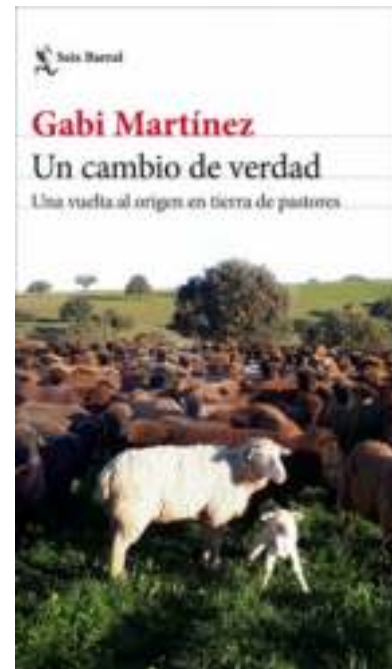 Seix Barral
Gabi Martínez
Un cambio de verdad
Una vuelta al origen en tierra de pastores